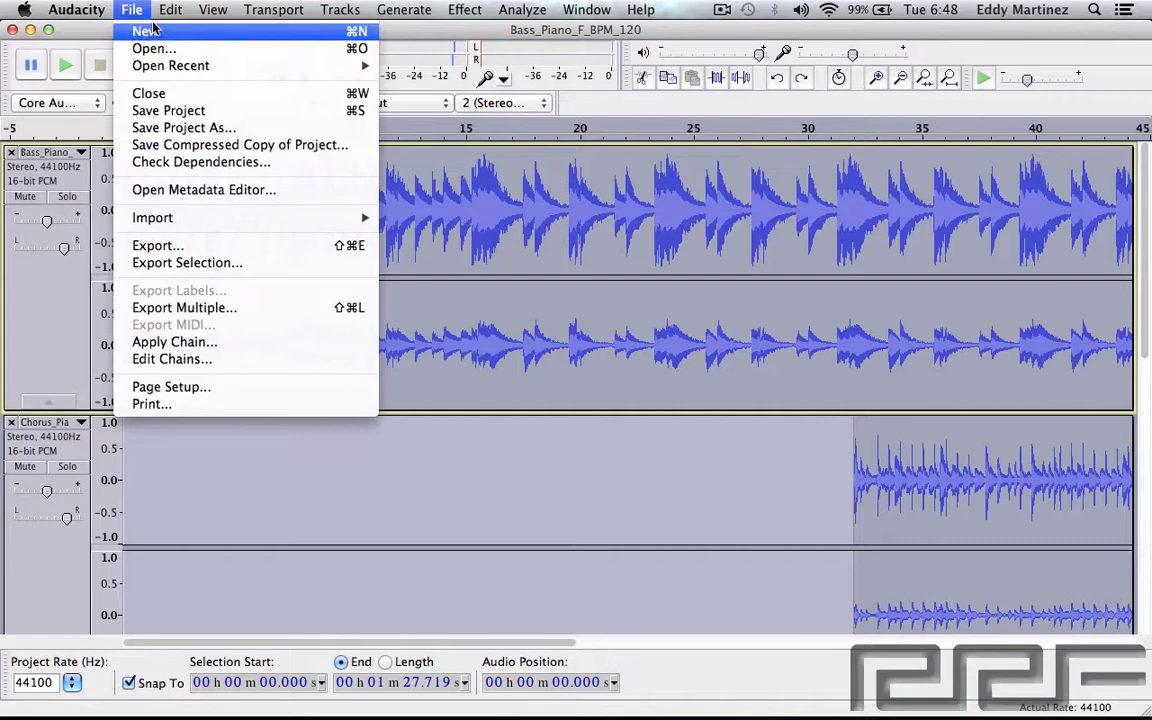 Audacity File Edit View Transport Tracks Generate Effect Analyze Window Help 99% Tue 6:48 Eddy Martinez
Bass_Piano_F_BPM_120
New ⌘N
Open... ⌘O
Open Recent
Close ⌘W
Save Project ⌘S
Save Project As...
Save Compressed Copy of Project...
Check Dependencies...
Open Metadata Editor...
Import
Export... ⇧⌘E
Export Selection...
Export Labels...
Export Multiple... ⇧⌘L
Export MIDI...
Apply Chain...
Edit Chains...
Page Setup...
Print...
L
R
-36 -24 -12 0
-36 -24 -12 0
Core Au... ut 2 (Stereo...
-5 15 20 25 30 35 40 45
Bass_Piano_
Stereo, 44100Hz
16-bit PCM
Mute Solo
- +
L R
1.0
0.5
0.0
-0.5
-1.0
1.0
0.5
0.0
-0.5
-1.0
Chorus_Pia
Stereo, 44100Hz
16-bit PCM
Mute Solo
- +
L R
1.0
0.5
0.0
-0.5
-1.0
1.0
0.5
0.0
Project Rate (Hz): Selection Start: End Length Audio Position:
44100 Snap To 00 h 00 m 00.000 s 00 h 01 m 27.719 s 00 h 00 m 00.000 s
Actual Rate: 44100